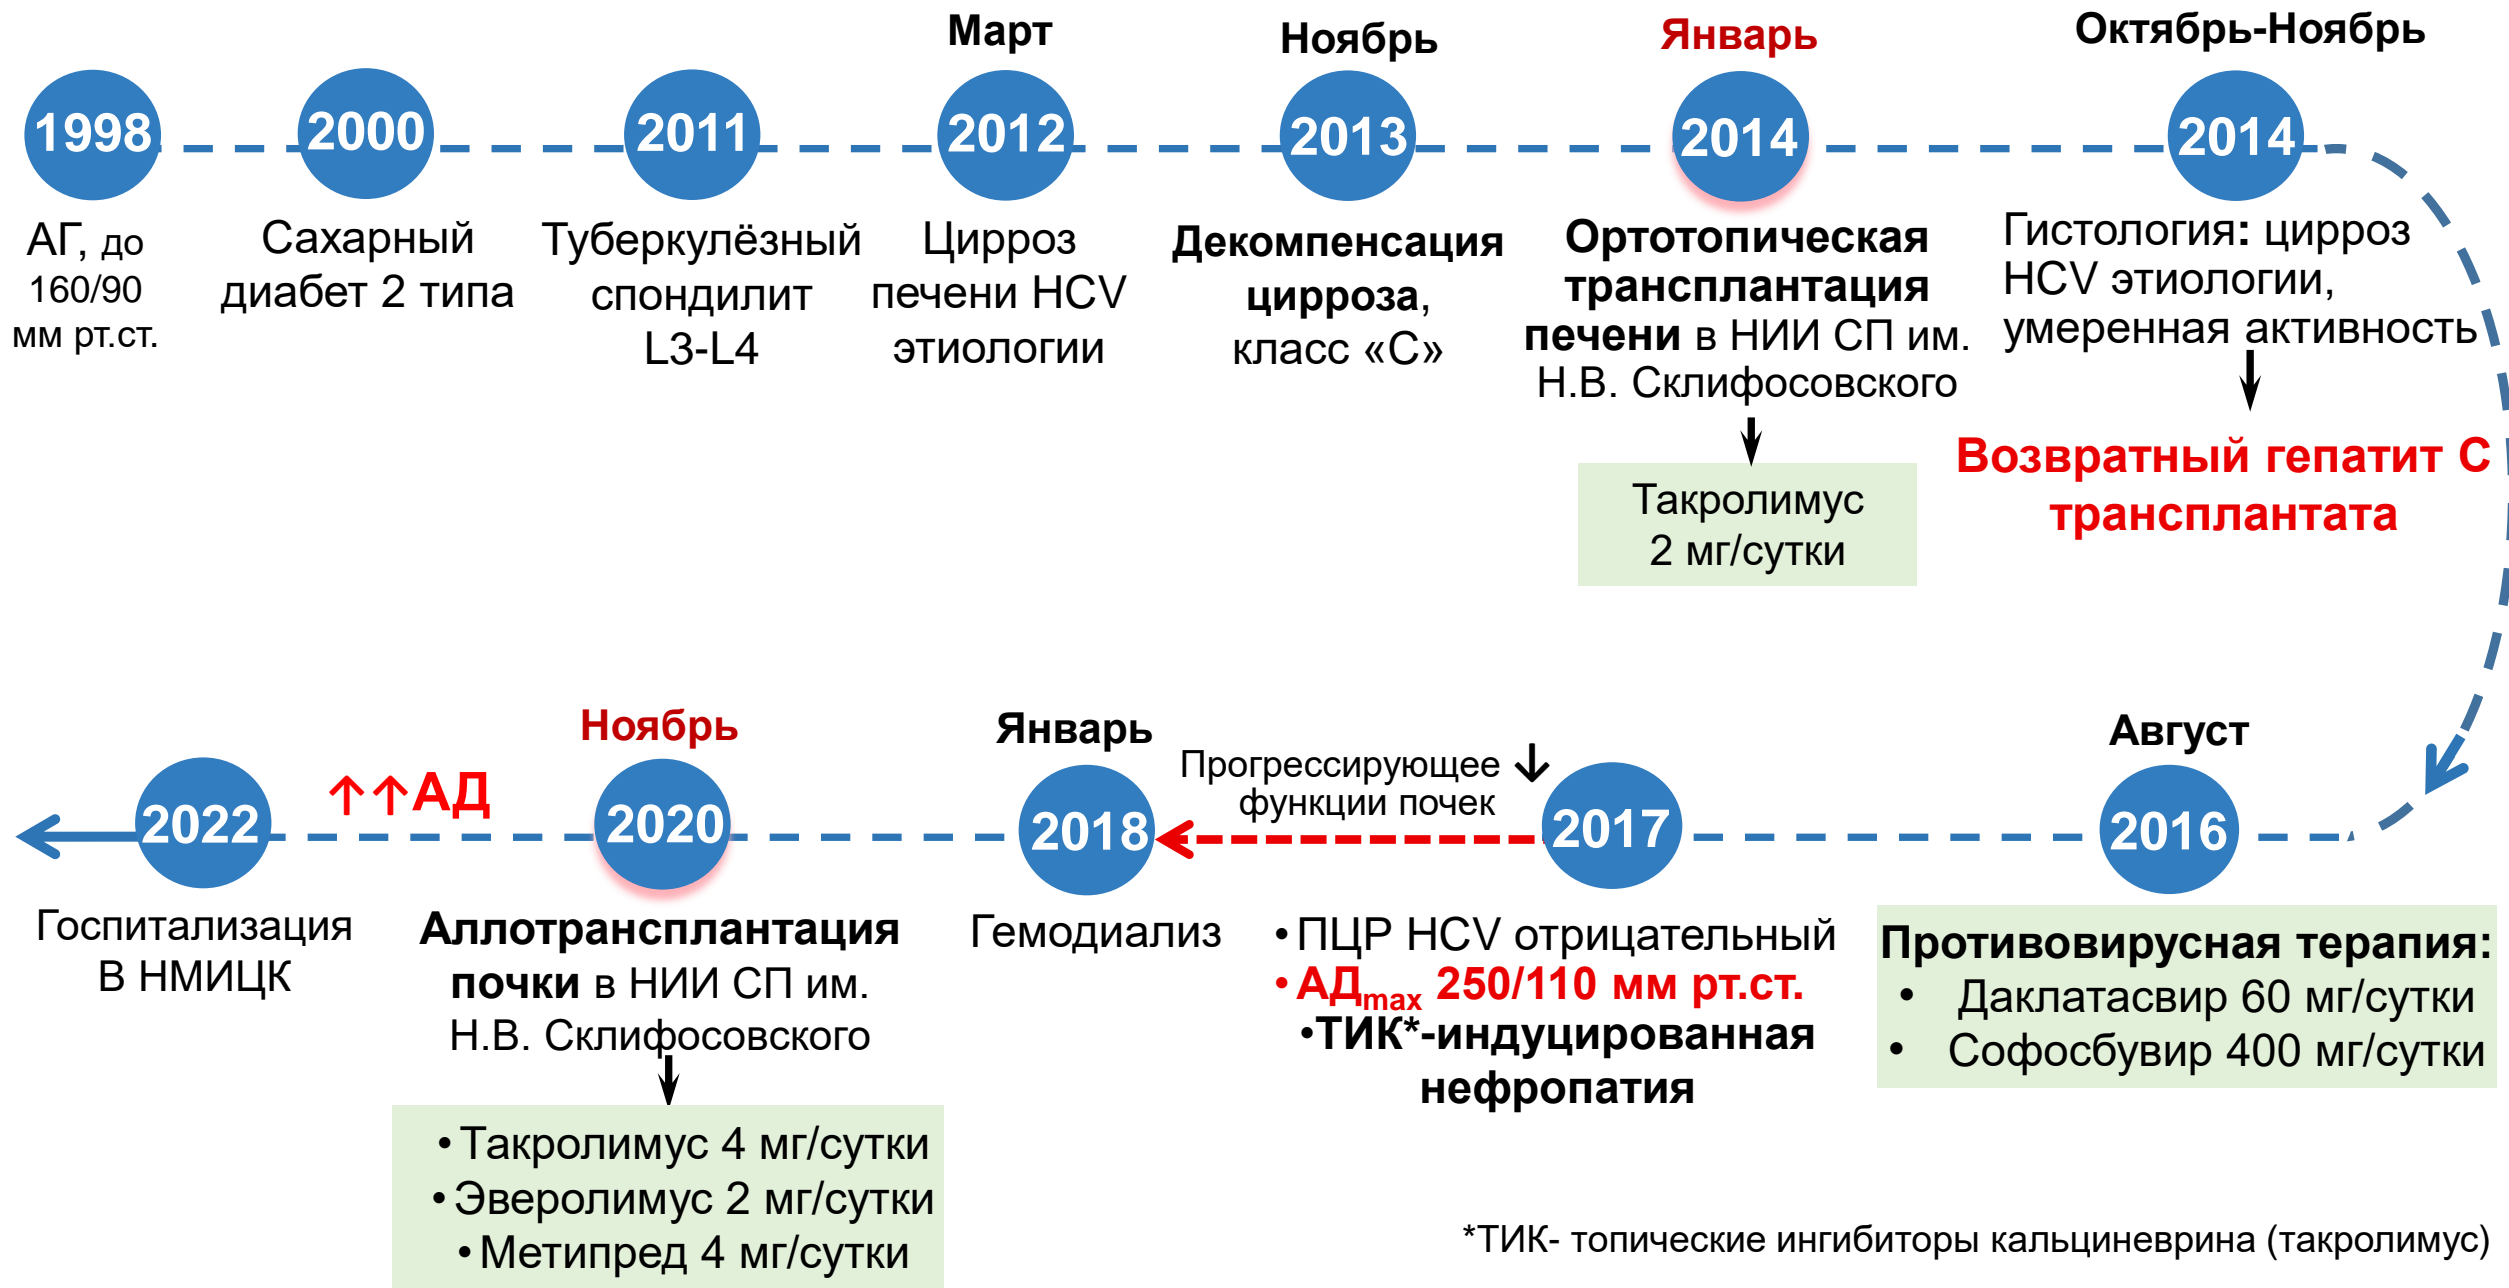 1998
АГ, до
160/90
мм рт.ст.
2000
Сахарный
диабет 2 типа
2011
Туберкулёзный
спондилит
L3-L4
Март
2012
Цирроз
печени HCV
этиологии
Ноябрь
2013
Декомпенсация
цирроза,
класс «С»
Январь
2014
Ортотопическая
трансплантация
печени в НИИ СП им.
Н.В. Склифосовского
Такролимус
2 мг/сутки
Октябрь-Ноябрь
2014
Гистология: цирроз
HCV этиологии,
умеренная активность
Возвратный гепатит С
трансплантата
Август
2016
Противовирусная терапия:
• Даклатасвир 60 мг/сутки
• Софосбувир 400 мг/сутки
2017
•ПЦР HCV отрицательный
•АДmax 250/110 мм рт.ст.
•ТИК*-индуцированная
нефропатия
Прогрессирующее ↓
функции почек
Январь
2018
Гемодиализ
Ноябрь
2020
Аллотрансплантация
почки в НИИ СП им.
Н.В. Склифосовского
•Такролимус 4 мг/сутки
•Эверолимус 2 мг/сутки
•Метипред 4 мг/сутки
↑↑АД
2022
Госпитализация
В НМИЦК
*ТИК- топические ингибиторы кальциневрина (такролимус)